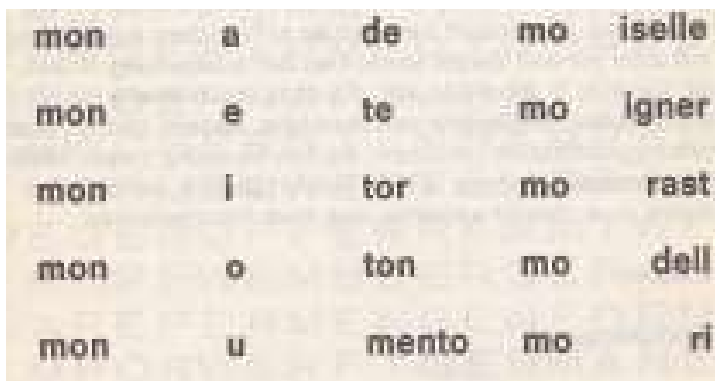 mon a de mo iselle
mon e te mo igner
mon i tor mo rast
mon o ton mo dell
mon u mento mo ri